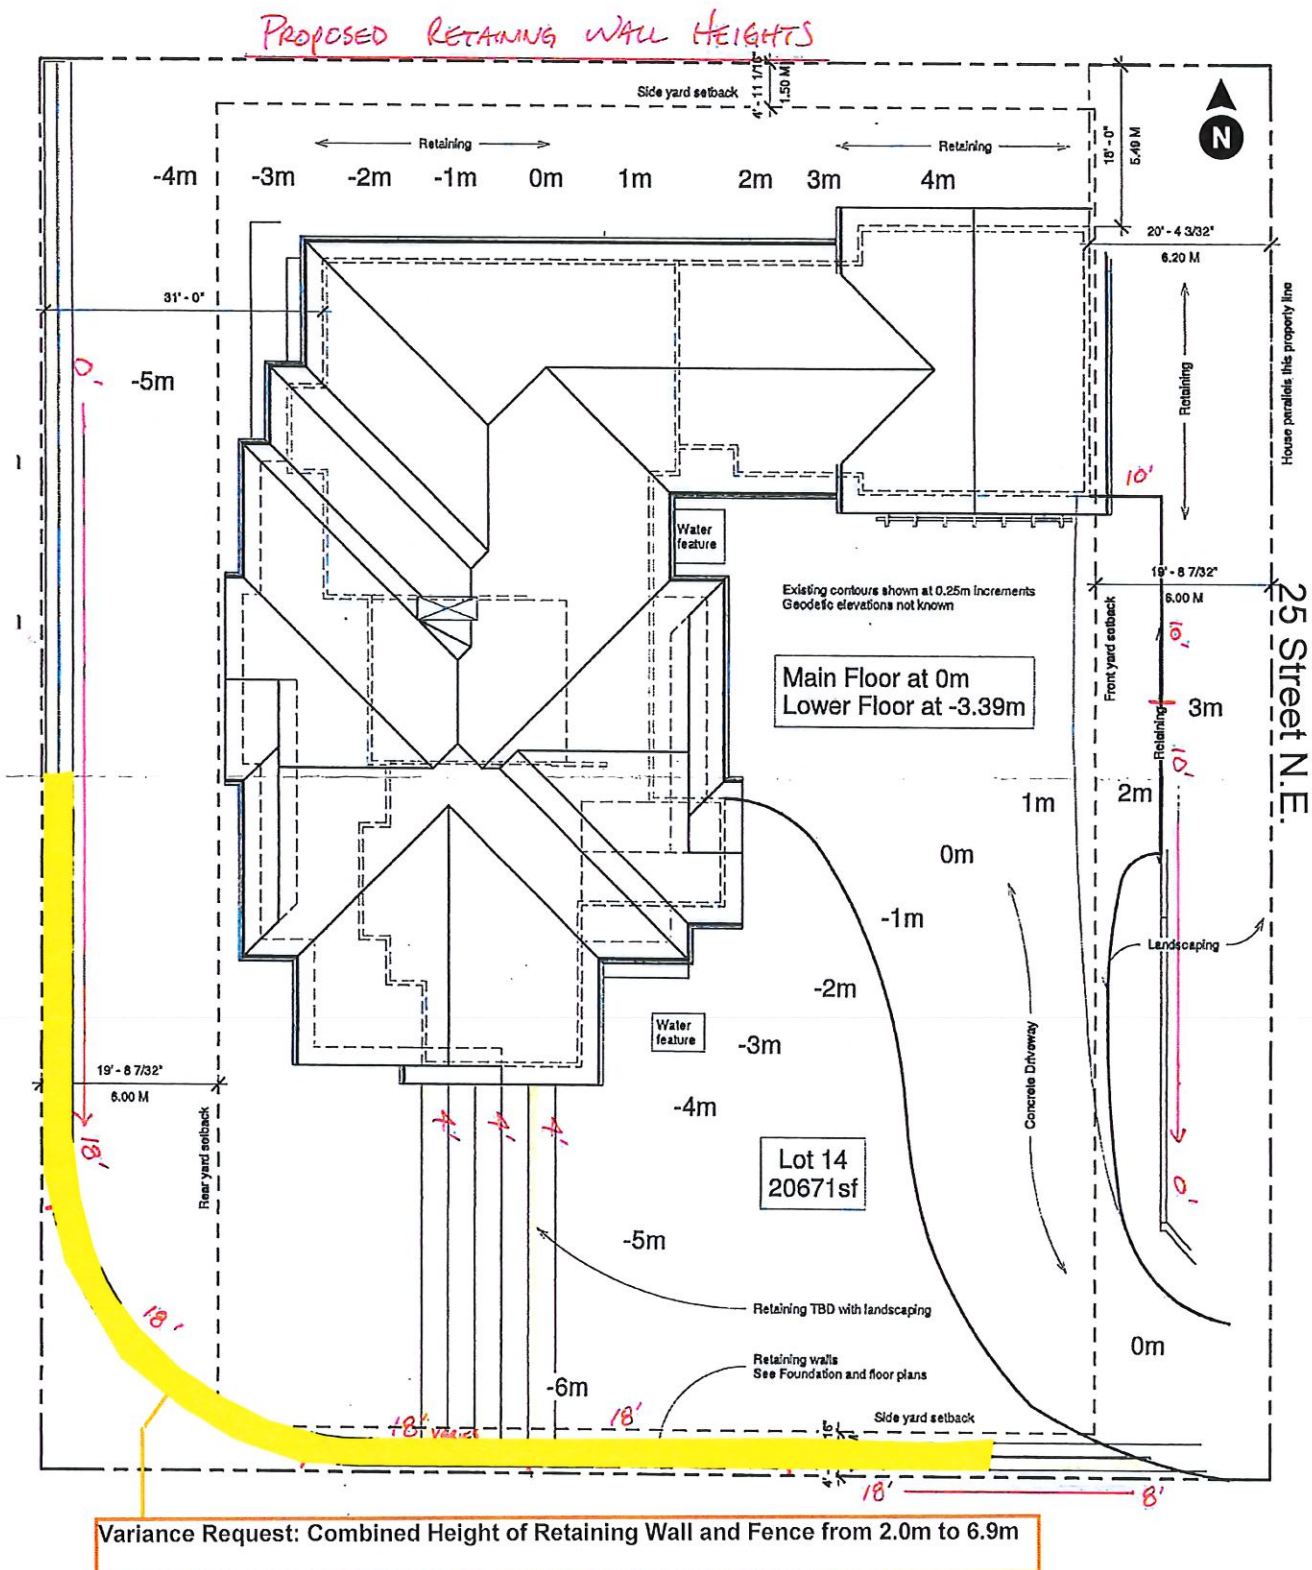 PROPOSED RETAINING WALL HEIGHTS
Side yard setback
4' - 11 1/16"
1.50 M
18' - 0"
5.49 M
N
Retaining
Retaining
-4m -3m -2m -1m 0m 1m 2m 3m 4m
20' - 4 3/32"
6.20 M
31' - 0"
House parallels this property line
Retaining
0'
-5m
10'
Water
feature
Existing contours shown at 0.25m increments
Geodetic elevations not known
19' - 8 7/32"
6.00 M
25 Street N.E.
Front yard setback
10'
Main Floor at 0m
Lower Floor at -3.39m
3m
Retaining
10'
1m
2m
0m
-1m
Landscaping
-2m
Water
feature
-3m
Concrete Driveway
19' - 8 7/32"
6.00 M
-4m
4' 4' 4'
18'
Rear yard setback
Lot 14
20671sf
0'
-5m
Retaining TBD with landscaping
18'
0m
Retaining walls
See Foundation and floor plans
-6m
18' varies
18'
Side yard setback
18'
8'
Variance Request: Combined Height of Retaining Wall and Fence from 2.0m to 6.9m